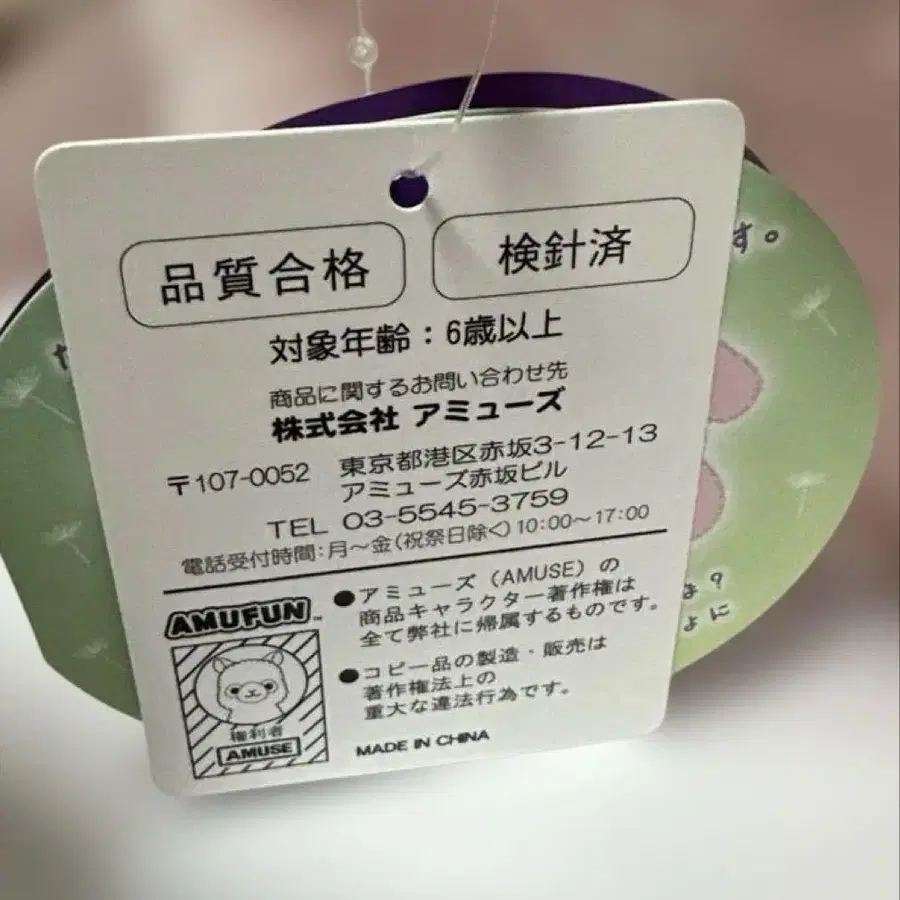 品質合格
検針済
対象年齢：6歳以上
商品に関するお問い合わせ先
株式会社 アミューズ
〒107-0052 東京都港区赤坂3-12-13
アミューズ赤坂ビル
TEL 03-5545-3759
電話受付時間：月～金（祝祭日除く）10:00～17:00
AMUFUN™
権利者
AMUSE
●アミューズ（AMUSE）の
商品キャラクター著作権は
全て弊社に帰属するものです。
●コピー品の製造・販売は
著作権法上の
重大な違法行為です。
MADE IN CHINA
す。
？
よに